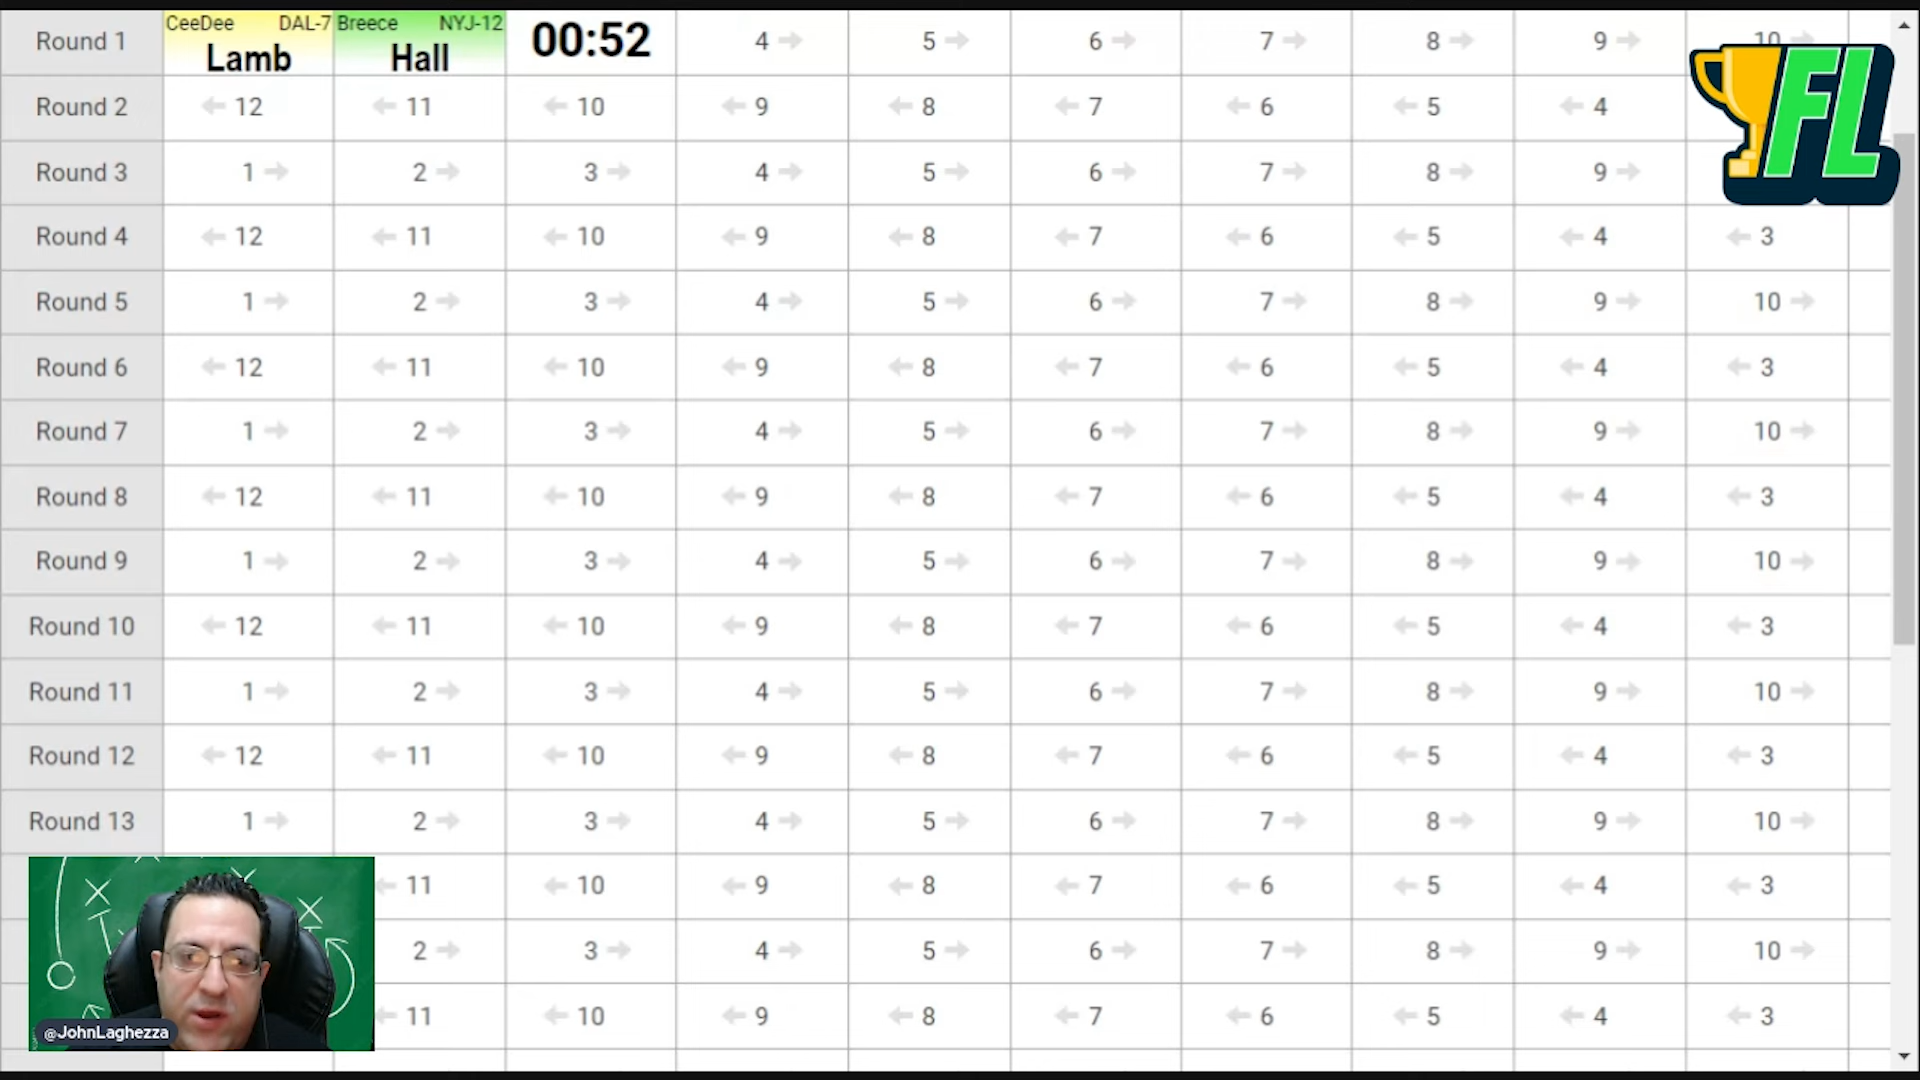 Round 1 CeeDee DAL-7 Lamb Breece NYJ-12 Hall 00:52 4 5 6 7 8 9 10
Round 2 12 11 10 9 8 7 6 5 4
Round 3 1 2 3 4 5 6 7 8 9
Round 4 12 11 10 9 8 7 6 5 4 3
Round 5 1 2 3 4 5 6 7 8 9 10
Round 6 12 11 10 9 8 7 6 5 4 3
Round 7 1 2 3 4 5 6 7 8 9 10
Round 8 12 11 10 9 8 7 6 5 4 3
Round 9 1 2 3 4 5 6 7 8 9 10
Round 10 12 11 10 9 8 7 6 5 4 3
Round 11 1 2 3 4 5 6 7 8 9 10
Round 12 12 11 10 9 8 7 6 5 4 3
Round 13 1 2 3 4 5 6 7 8 9 10
11 10 9 8 7 6 5 4 3
2 3 4 5 6 7 8 9 10
11 10 9 8 7 6 5 4 3
FL
@JohnLaghezza